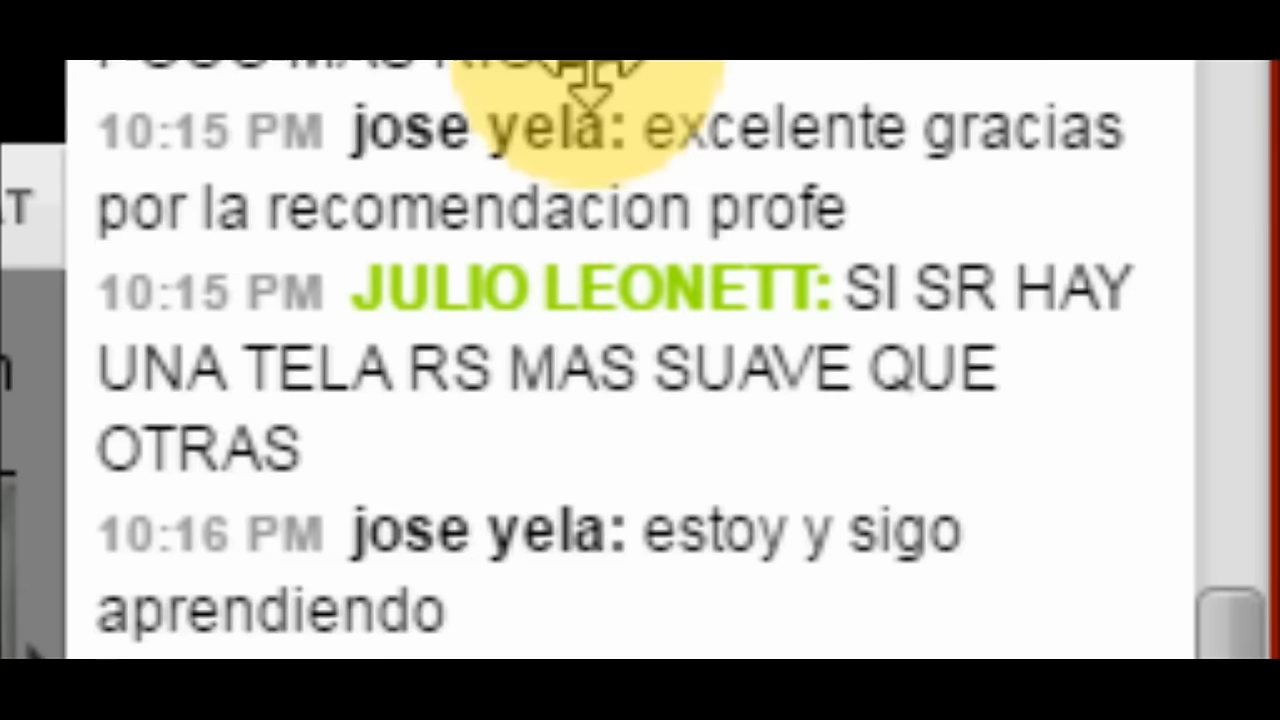 10:15 PM jose yela: excelente gracias
por la recomendacion profe
10:15 PM JULIO LEONETT: SI SR HAY
UNA TELA RS MAS SUAVE QUE
OTRAS
10:16 PM jose yela: estoy y sigo
aprendiendo